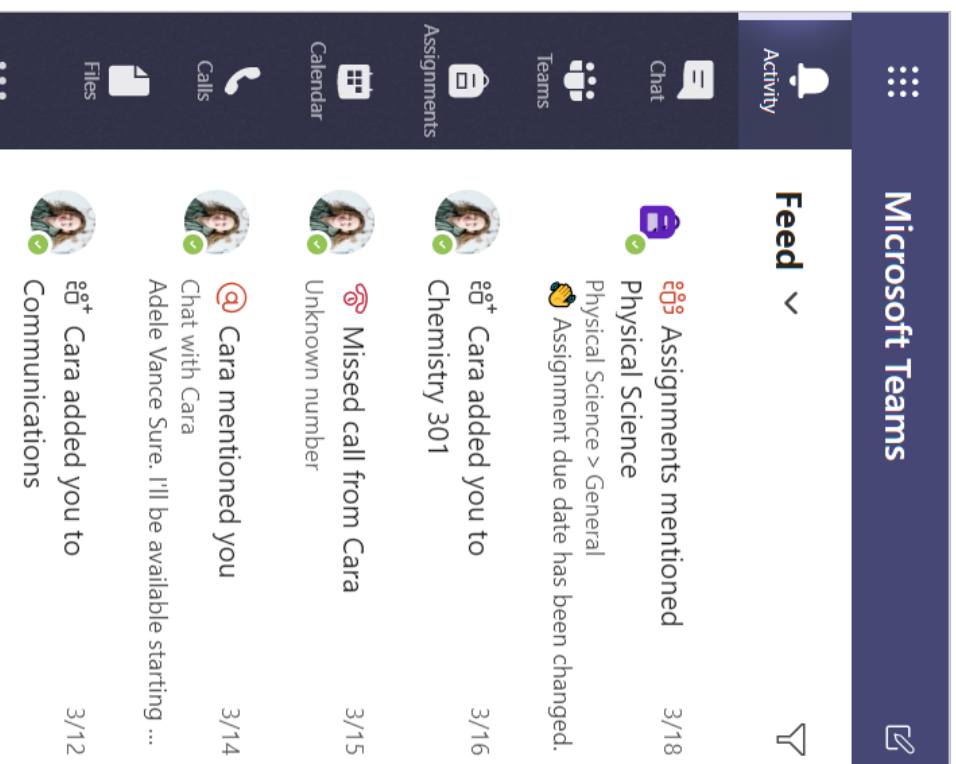 Microsoft Teams
Activity
Chat
Teams
Assignments
Calendar
Calls
Files
Feed
Assignments mentioned 3/18
Physical Science
Physical Science > General
Assignment due date has been changed.
Cara added you to 3/16
Chemistry 301
Missed call from Cara 3/15
Unknown number
@ Cara mentioned you 3/14
Chat with Cara
Adele Vance Sure. I'll be available starting ...
Cara added you to 3/12
Communications